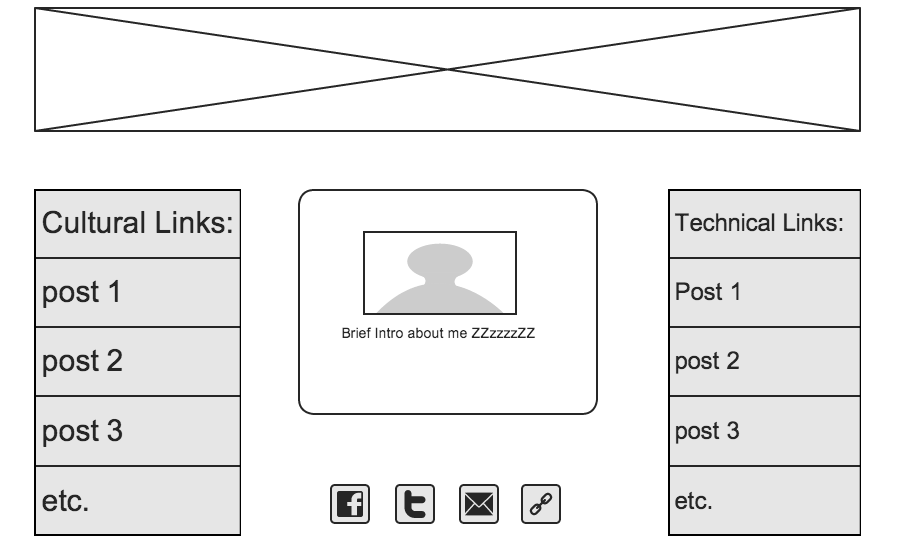 Cultural Links:
post 1
post 2
post 3
etc.
Brief Intro about me ZZzzzzZZ
Technical Links:
Post 1
post 2
post 3
etc.